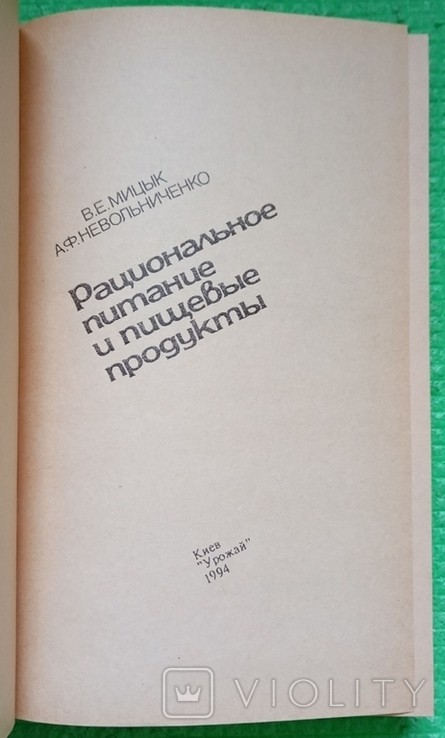 В.Е.МИЦЫК
А.Ф.НЕВОЛЬНИЧЕНКО
Рациональное
питание
и пищевые
продукты
Киев
"Урожай"
1994
VIOLITY